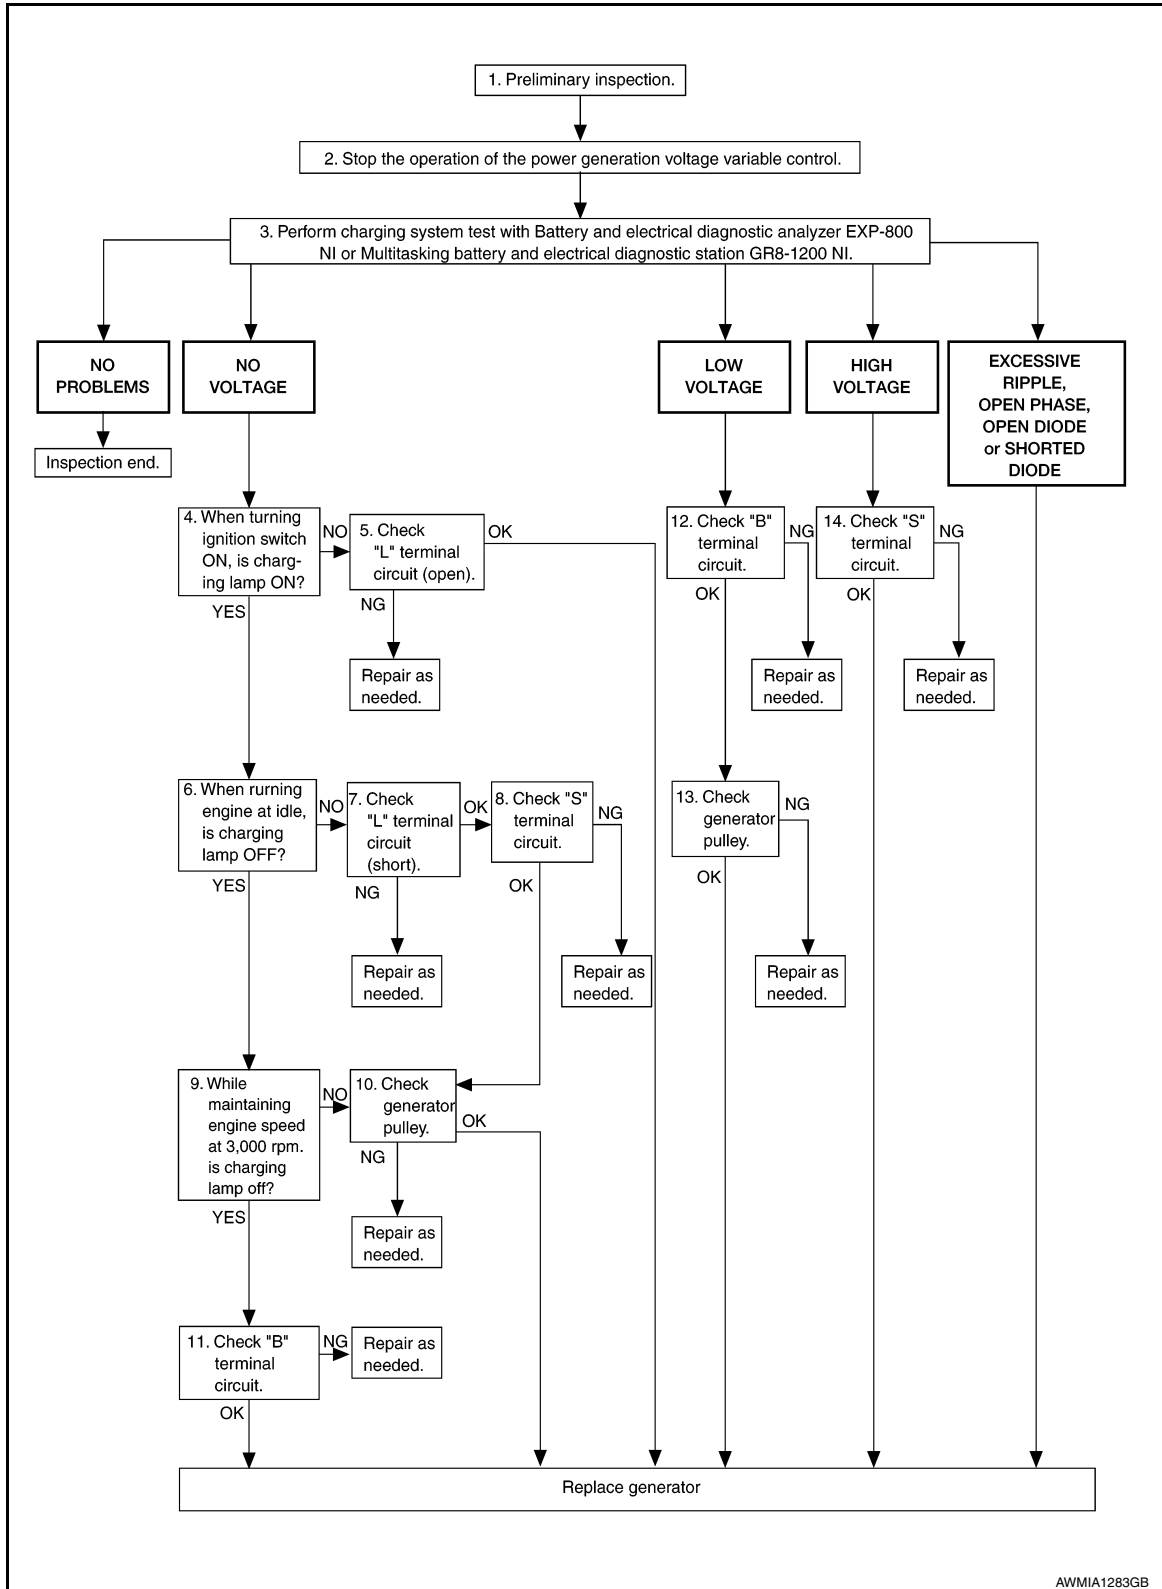 1. Preliminary inspection.
2. Stop the operation of the power generation voltage variable control.
3. Perform charging system test with Battery and electrical diagnostic analyzer EXP-800
NI or Multitasking battery and electrical diagnostic station GR8-1200 NI.
NO
PROBLEMS
NO
VOLTAGE
LOW
VOLTAGE
HIGH
VOLTAGE
EXCESSIVE
RIPPLE,
OPEN PHASE,
OPEN DIODE
or SHORTED
DIODE
Inspection end.
4. When turning
ignition switch
ON, is charg-
ing lamp ON?
NO
YES
5. Check
"L" terminal
circuit (open).
OK
NG
Repair as
needed.
12. Check "B"
terminal
circuit.
NG
OK
Repair as
needed.
14. Check "S"
terminal
circuit.
NG
OK
Repair as
needed.
6. When rurning
engine at idle,
is charging
lamp OFF?
NO
YES
7. Check
"L" terminal
circuit
(short).
OK
NG
Repair as
needed.
8. Check "S"
terminal
circuit.
NG
OK
Repair as
needed.
13. Check
generator
pulley.
NG
OK
Repair as
needed.
9. While
maintaining
engine speed
at 3,000 rpm.
is charging
lamp off?
NO
YES
10. Check
generator
pulley.
OK
NG
Repair as
needed.
11. Check "B"
terminal
circuit.
NG
OK
Repair as
needed.
Replace generator
AWMIA1283GB